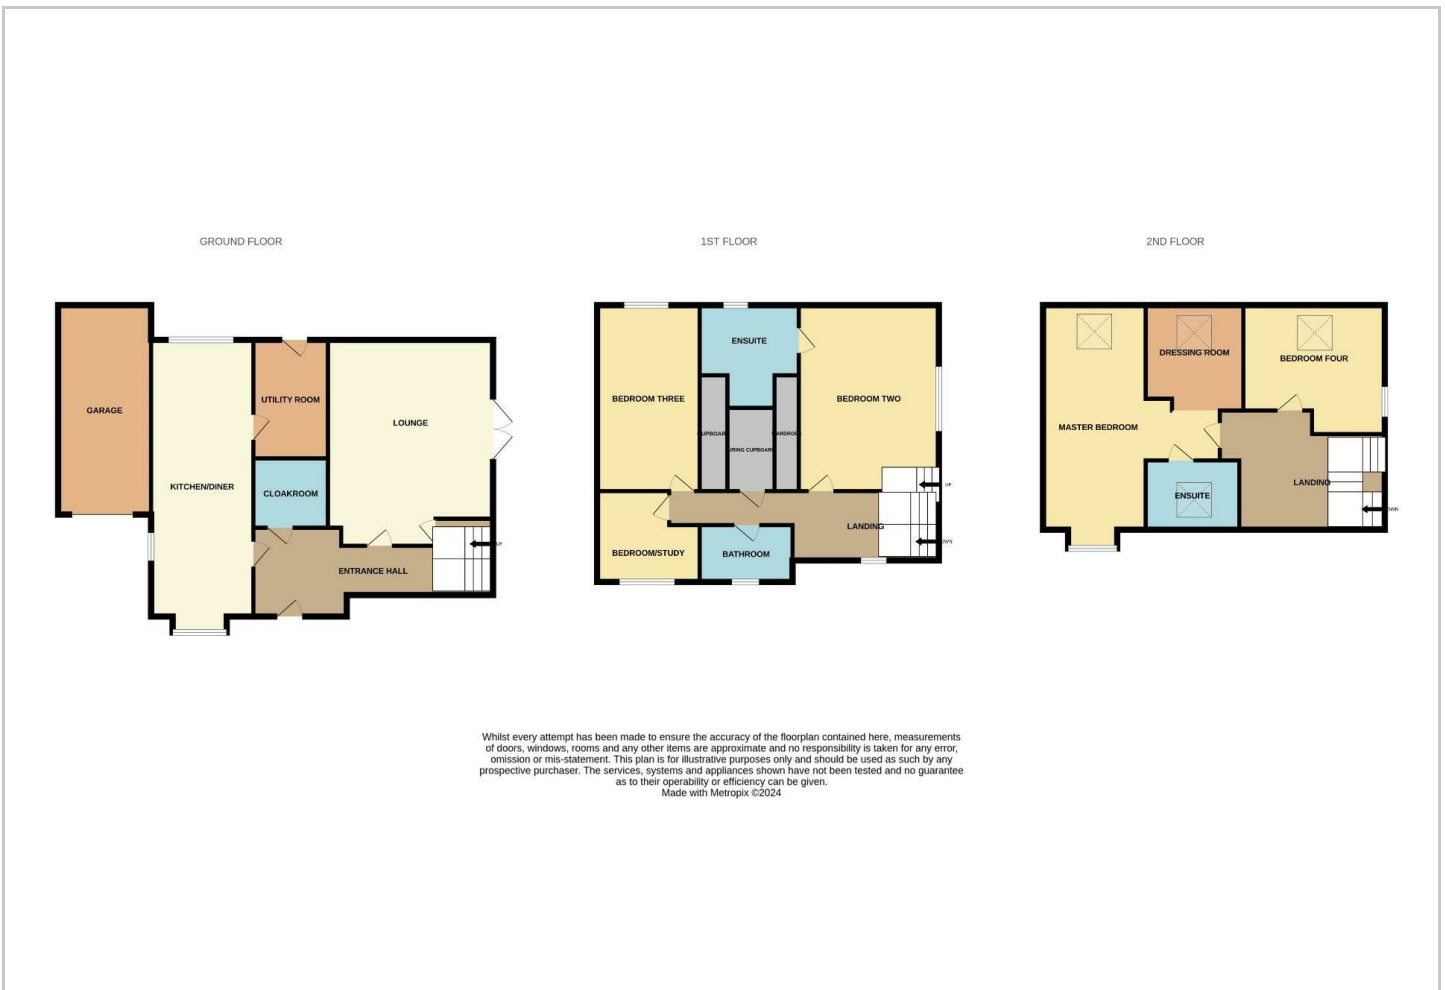 GROUND FLOOR
1ST FLOOR
2ND FLOOR
GARAGE
KITCHEN/DINER
UTILITY ROOM
CLOAKROOM
LOUNGE
ENTRANCE HALL
UP
BEDROOM THREE
ENSUITE
BEDROOM TWO
BEDROOM/STUDY
BATHROOM
LANDING
UP
MASTER BEDROOM
DRESSING ROOM
BEDROOM FOUR
ENSUITE
LANDING
Whilst every attempt has been made to ensure the accuracy of the floorplan contained here, measurements
of doors, windows, rooms and any other items are approximate and no responsibility is taken for any error,
omission or mis-statement. This plan is for illustrative purposes only and should be used as such by any
prospective purchaser. The services, systems and appliances shown have not been tested and no guarantee
as to their operability or efficiency can be given.
Made with Metropix ©2024